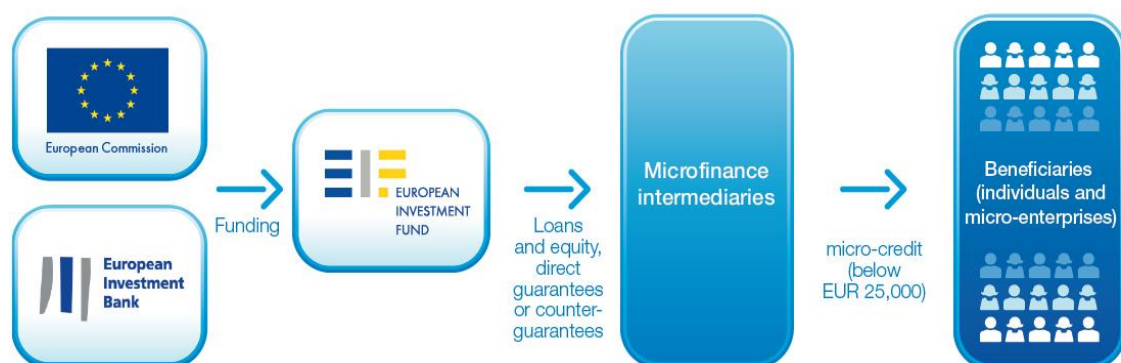 European Commission
European
Investment
Bank
Funding
EUROPEAN
INVESTMENT
FUND
Loans
and equity,
direct
guarantees
or counter-
guarantees
Microfinance
intermediaries
micro-credit
(below
EUR 25,000)
Beneficiaries
(individuals and
micro-enterprises)